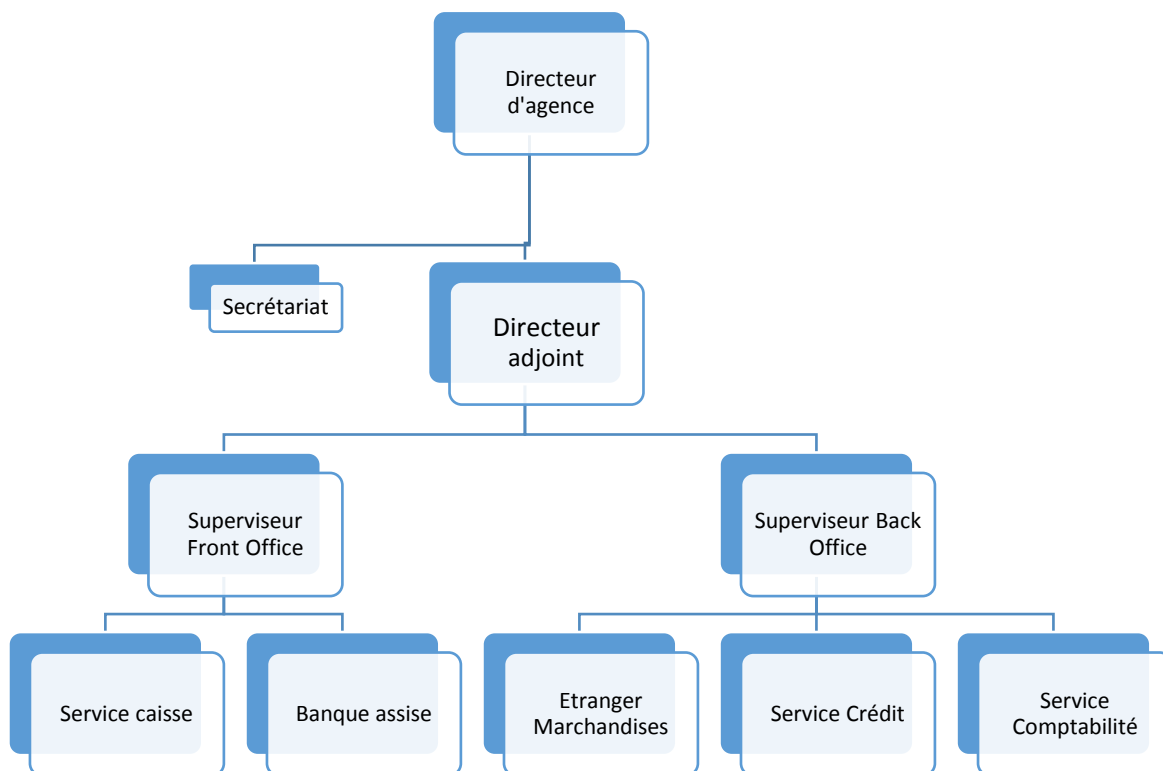 Directeur
d'agence
Secrétariat
Directeur
adjoint
Superviseur
Front Office
Superviseur Back
Office
Service caisse
Banque assise
Etranger
Marchandises
Service Crédit
Service
Comptabilité